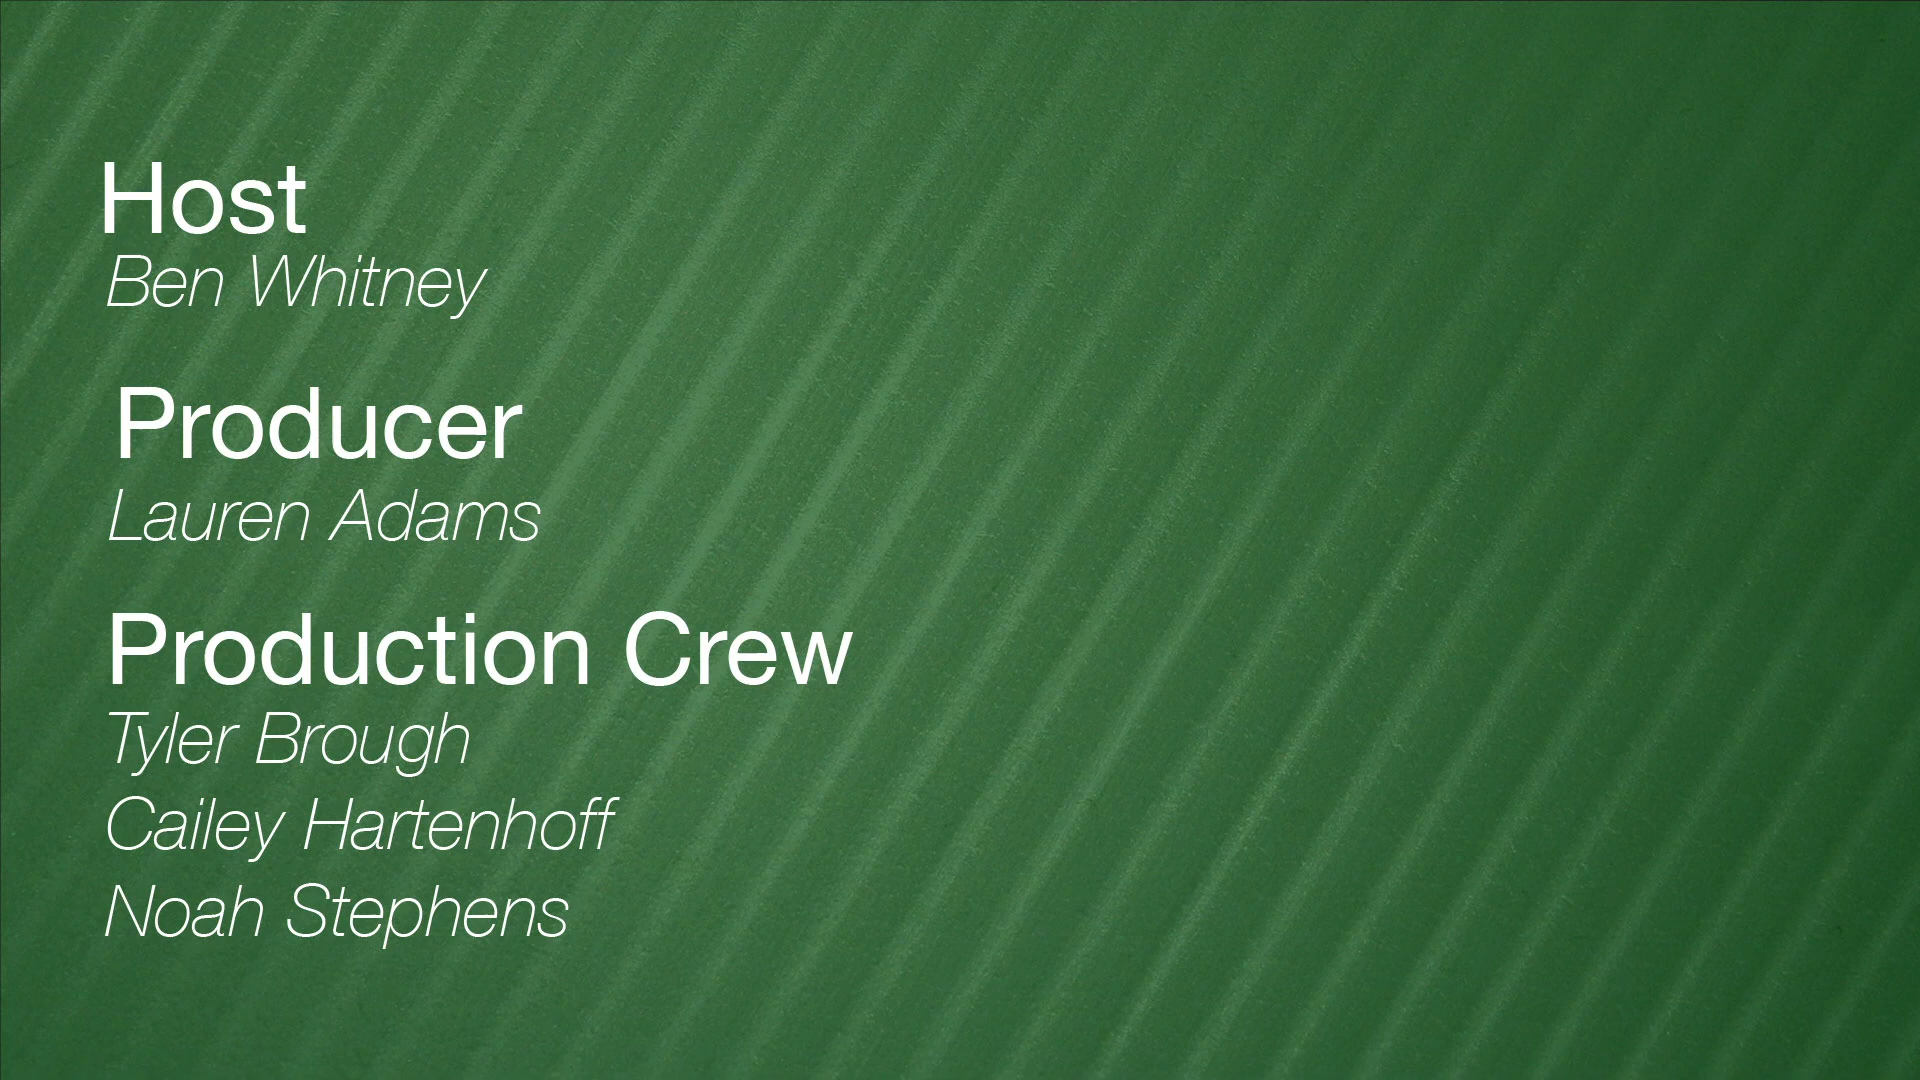 Host
Ben Whitney
Producer
Lauren Adams
Production Crew
Tyler Brough
Cailey Hartenhoff
Noah Stephens